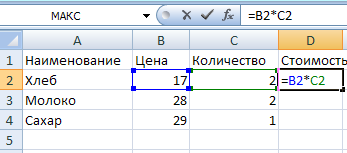 МАКС =B2*C2
A B C D
1 Наименование Цена Количество Стоимость
2 Хлеб 17 2 =B2*C2
3 Молоко 28 2
4 Сахар 29 1
5